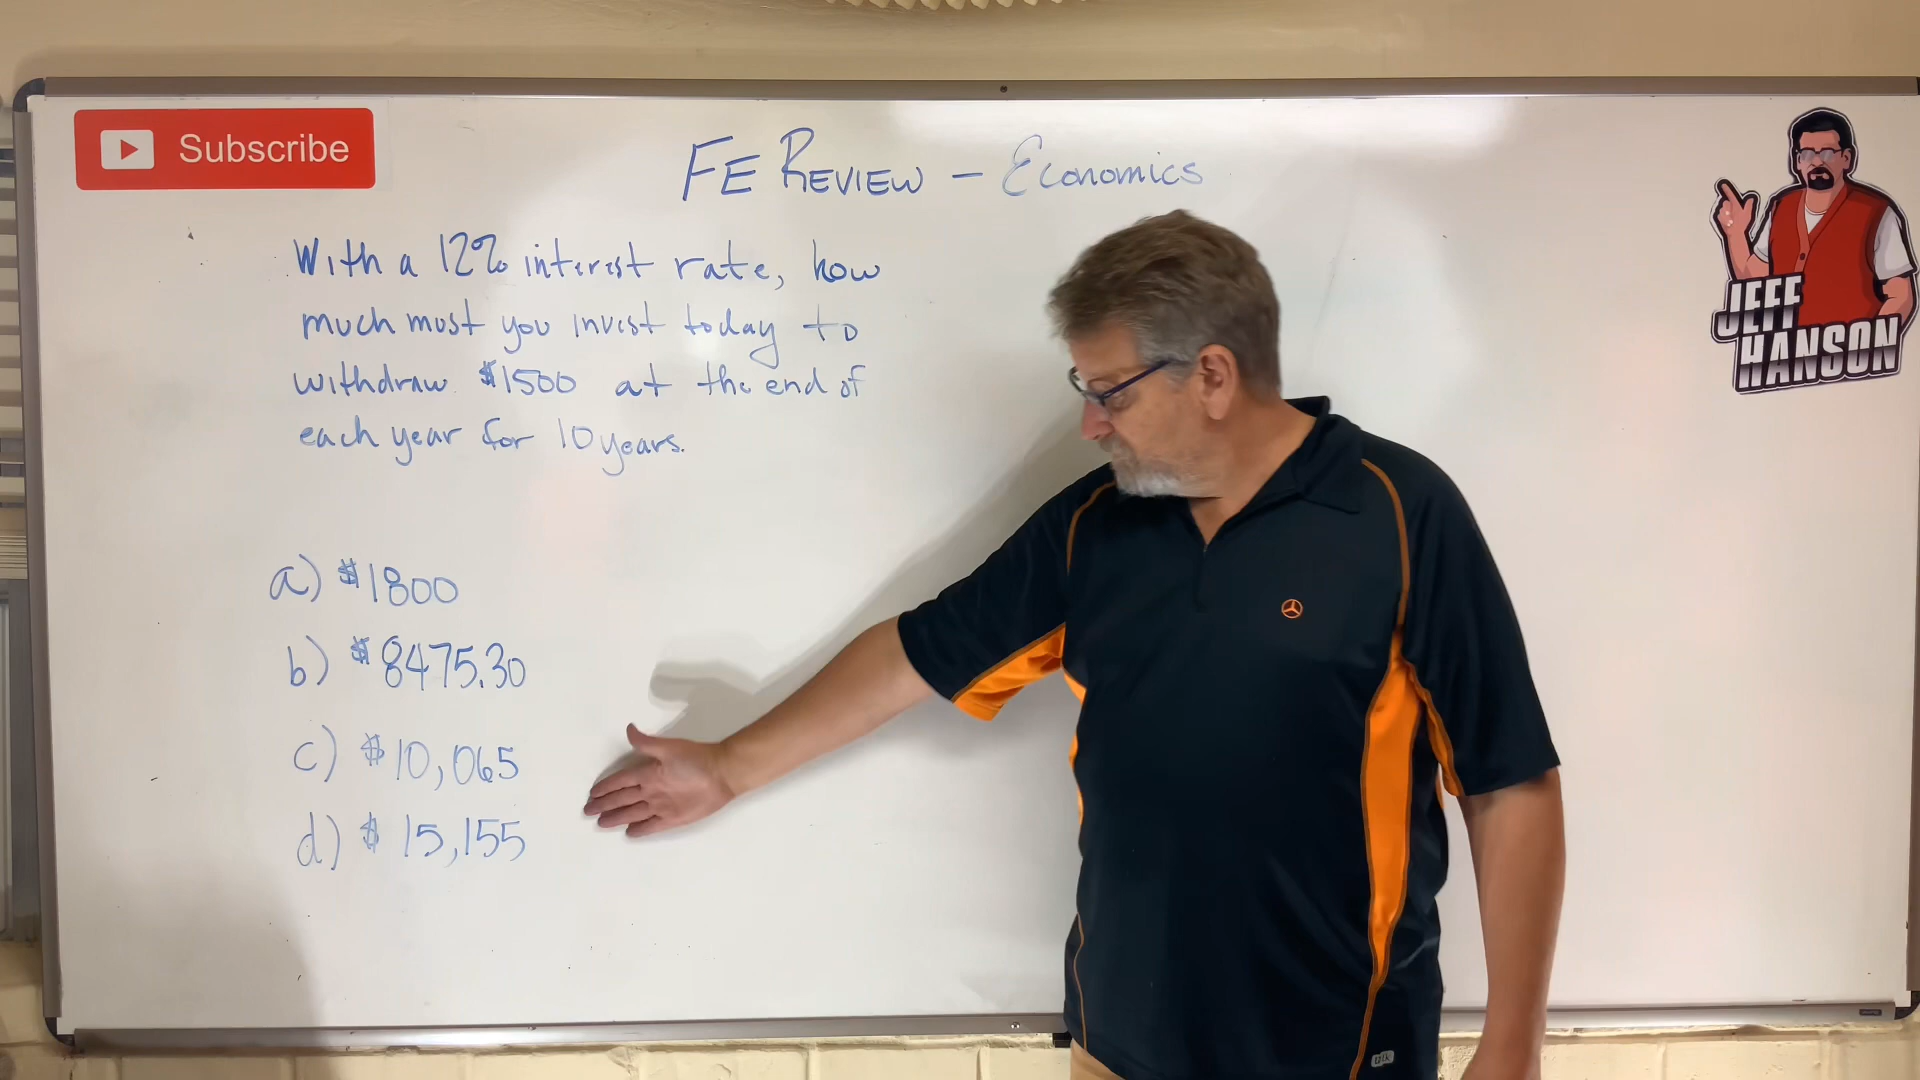 Subscribe
FE REVIEW - Economics
With a 12% interest rate, how
much must you invest today to
withdraw $1500 at the end of
each year for 10 years.
a) $1800
b) $8475.30
c) $10,065
d) $ 15,155
JEFF
HANSON